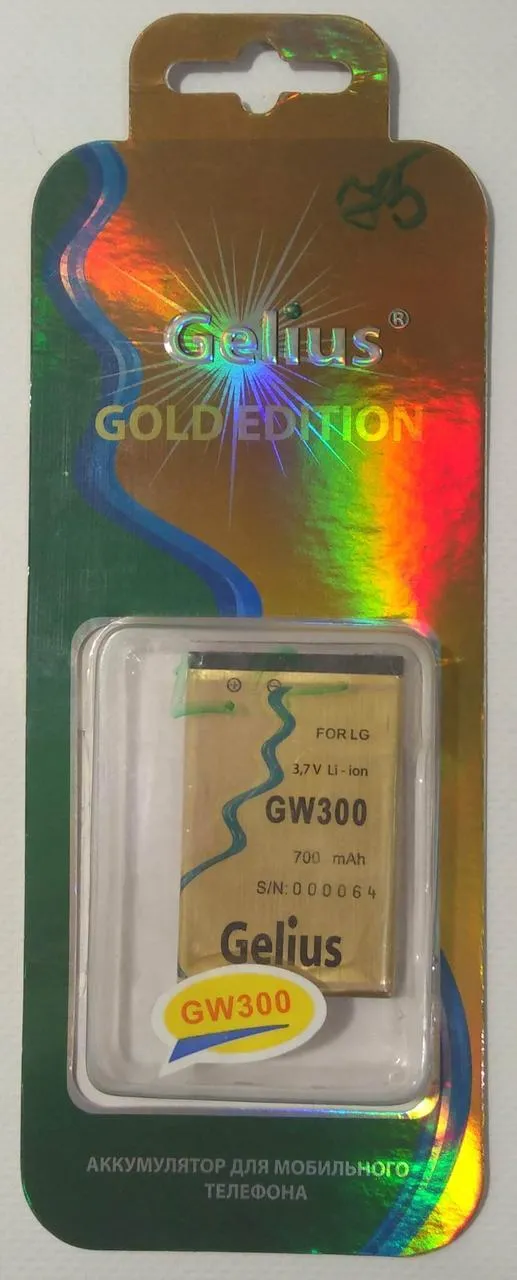 Gelius®
GOLD EDITION
⊕ ⊖
FOR LG
3,7V Li-ion
GW300
700 mAh
S/N: 000064
Gelius
GW300
АККУМУЛЯТОР ДЛЯ МОБИЛЬНОГО
ТЕЛЕФОНА